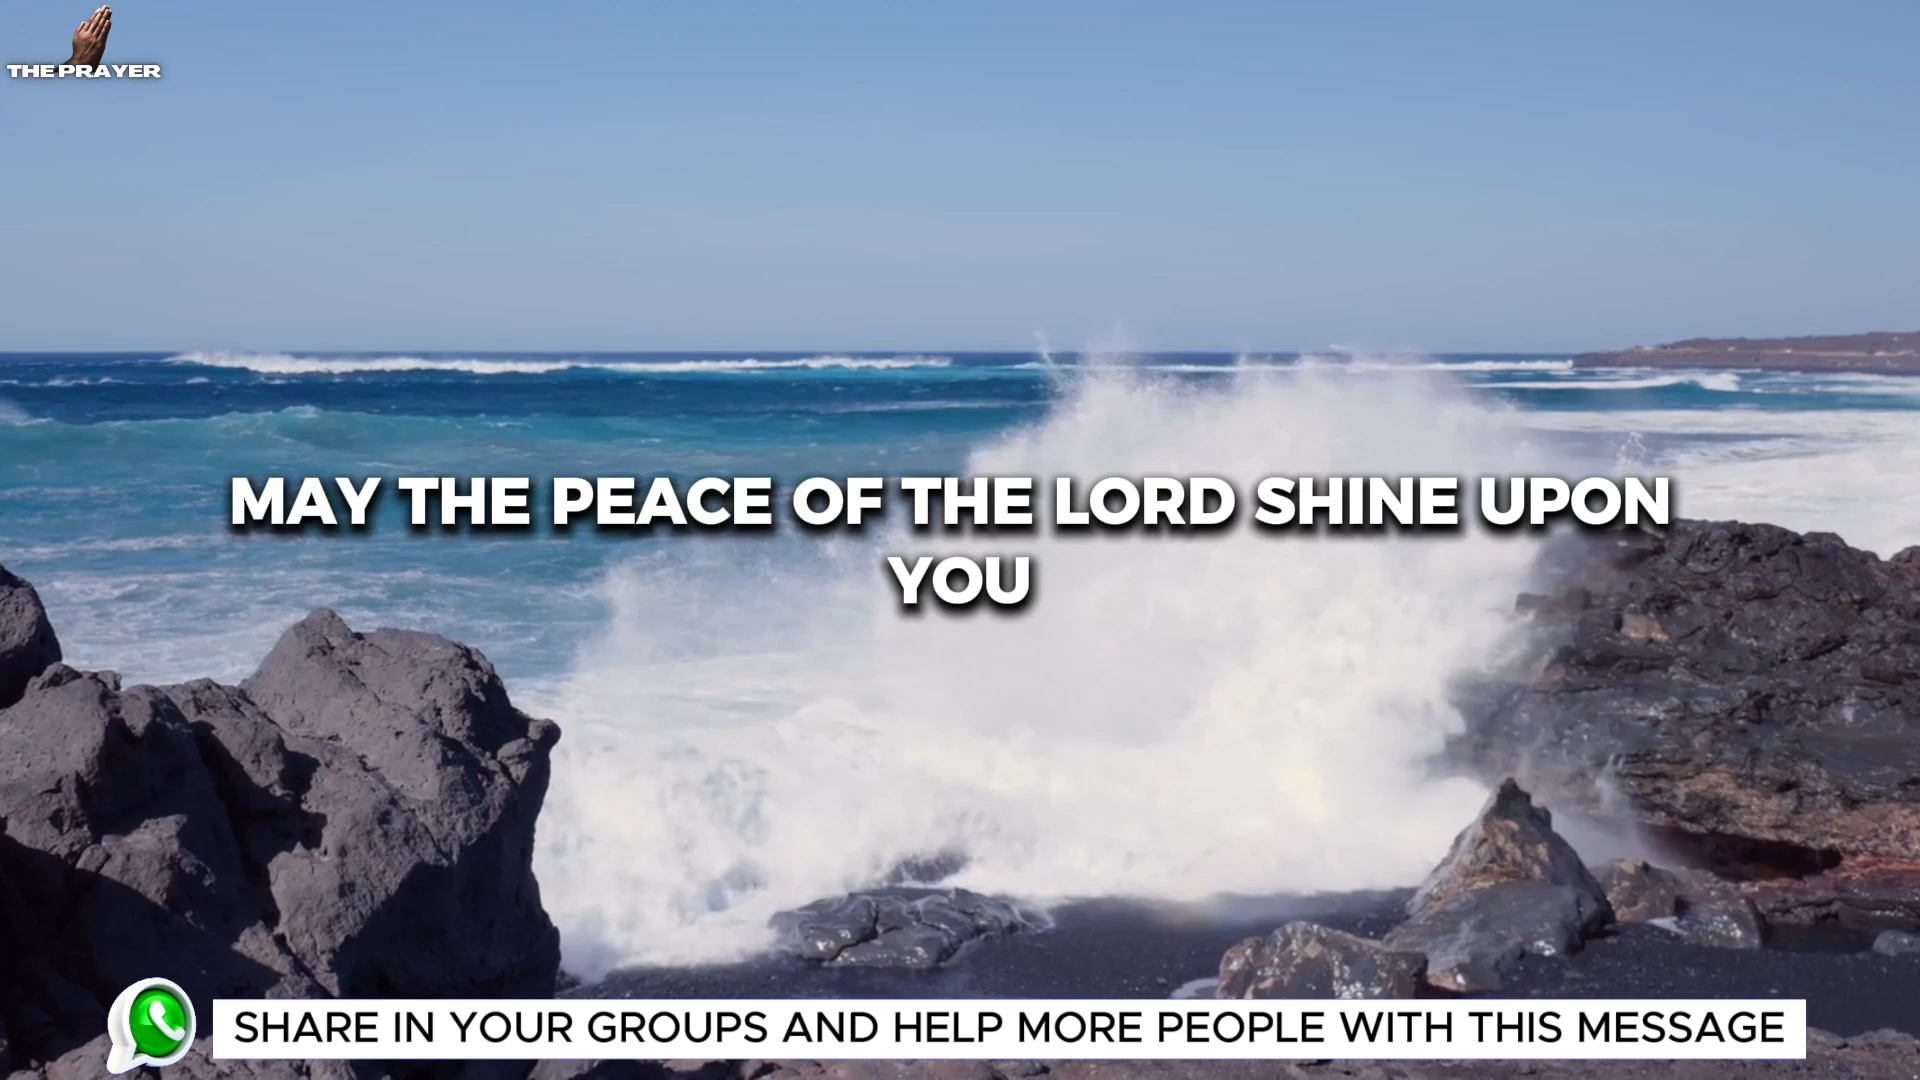 THE PRAYER
MAY THE PEACE OF THE LORD SHINE UPON
YOU
SHARE IN YOUR GROUPS AND HELP MORE PEOPLE WITH THIS MESSAGE